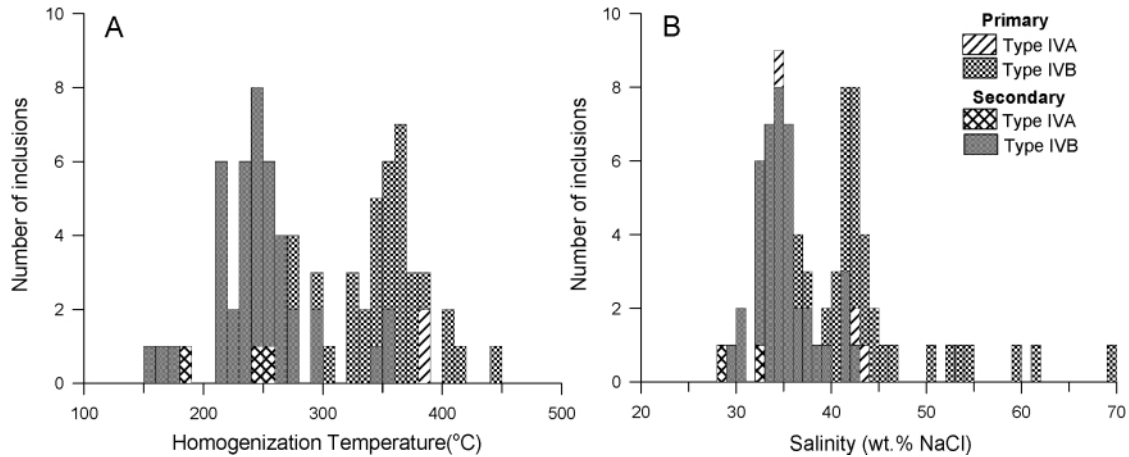 A
Number of inclusions
10
8
6
4
2
0
100
200
300
400
500
Homogenization Temperature(ºC)
B
Number of inclusions
10
8
6
4
2
0
20
30
40
50
60
70
Salinity (wt.% NaCl)
Primary
Type IVA
Type IVB
Secondary
Type IVA
Type IVB